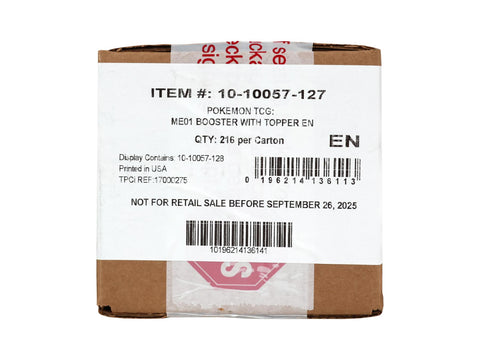 ITEM #: 10-10057-127
POKEMON TCG:
ME01 BOOSTER WITH TOPPER EN
QTY: 216 per Carton
EN
Display Contains: 10-10057-128
Printed in USA
TPCi REF:17000275
0 196214 136113
NOT FOR RETAIL SALE BEFORE SEPTEMBER 26, 2025
10196214136141